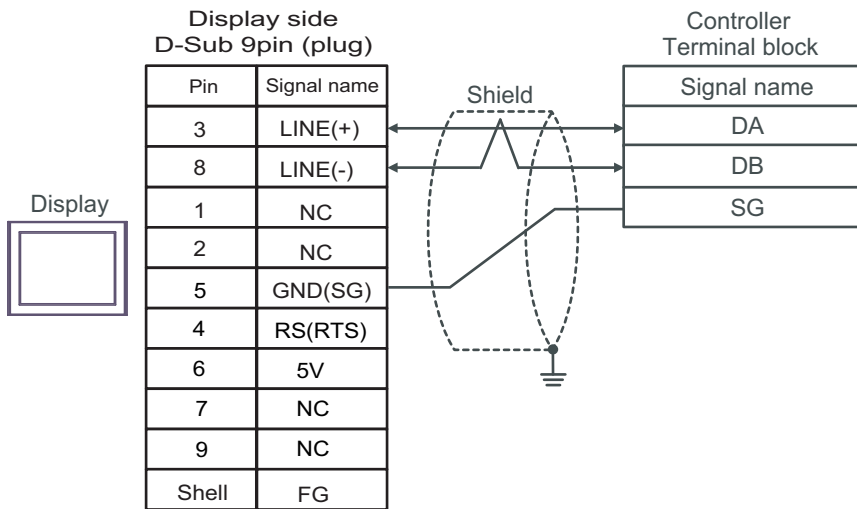 Display side
D-Sub 9pin (plug)
Controller
Terminal block
Pin Signal name
Shield
Signal name
3 LINE(+)
DA
8 LINE(-)
DB
Display
1 NC
SG
2 NC
5 GND(SG)
4 RS(RTS)
6 5V
7 NC
9 NC
Shell FG